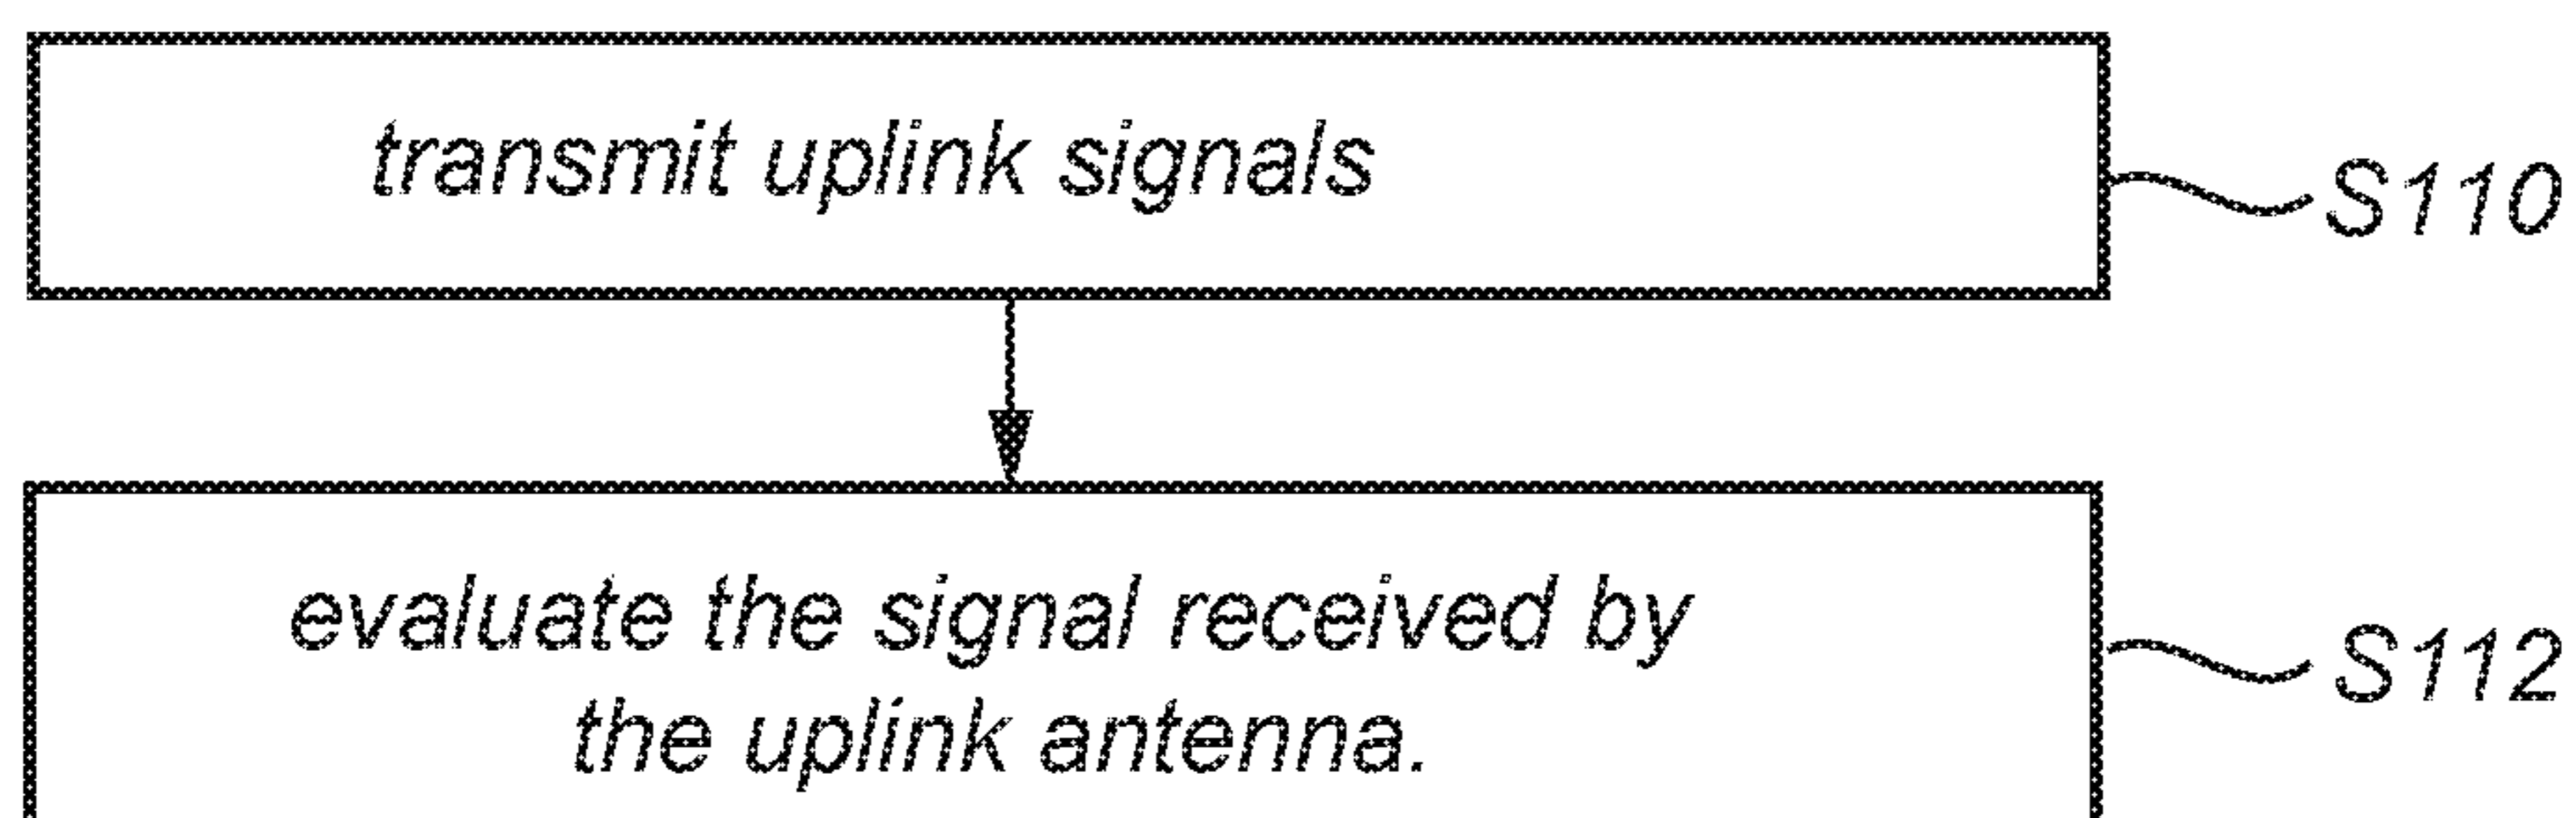 transmit uplink signals
S110
evaluate the signal received by
the uplink antenna.
S112